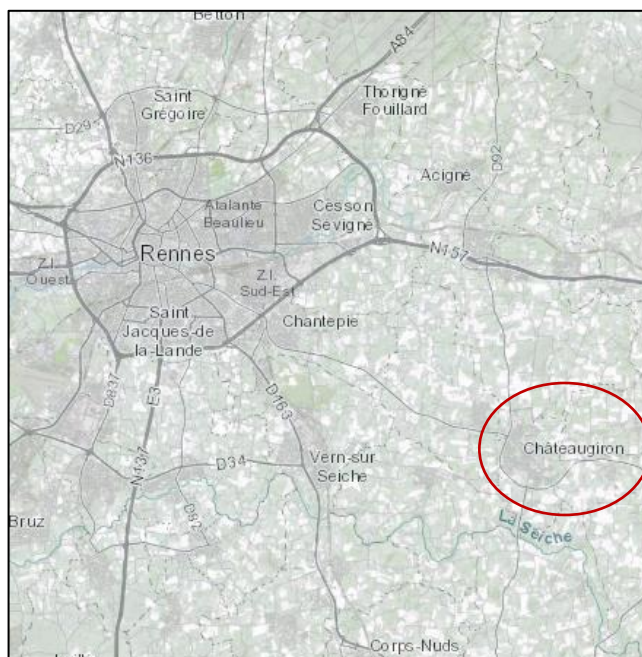 Betton
A84
Saint
Grégoire
Thorigné
Fouillard
D29
N136
D92
Acigné
Atalante
Beaulieu
Cesson
Sévigné
Rennes
N157
Z.I.
Ouest
Z.I.
Sud-Est
Saint
Jacques-de
la-Lande
Chantepie
D837
E3
D163
Châteaugiron
D34
Vern-sur
Seiche
N137
D82
Bruz
La Seiche
Corps-Nuds